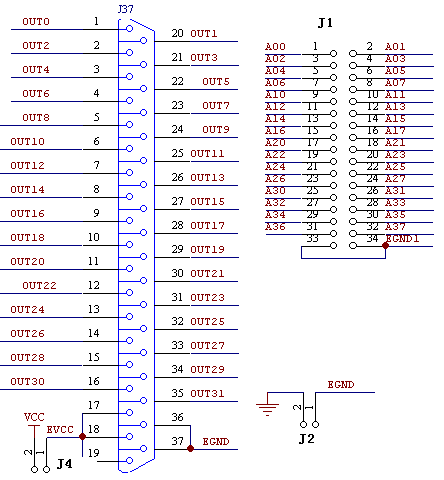 J37
OUT0 1
20 OUT1
OUT2 2
21 OUT3
OUT4 3
22 OUT5
OUT6 4
23 OUT7
OUT8 5
24 OUT9
OUT10 6
25 OUT11
OUT12 7
26 OUT13
OUT14 8
27 OUT15
OUT16 9
28 OUT17
OUT18 10
29 OUT19
OUT20 11
30 OUT21
OUT22 12
31 OUT23
OUT24 13
32 OUT25
OUT26 14
33 OUT27
OUT28 15
34 OUT29
OUT30 16
35 OUT31
17
36
VCC
EVCC 18
37 EGND
19
2 1 J4
J1
A00 1 2 A01
A02 3 4 A03
A04 5 6 A05
A06 7 8 A07
A10 9 10 A11
A12 11 12 A13
A14 13 14 A15
A16 15 16 A17
A20 17 18 A21
A22 19 20 A23
A24 21 22 A25
A26 23 24 A27
A30 25 26 A31
A32 27 28 A33
A34 29 30 A35
A36 31 32 A37
33 34 EGND1
EGND
2 1
J2